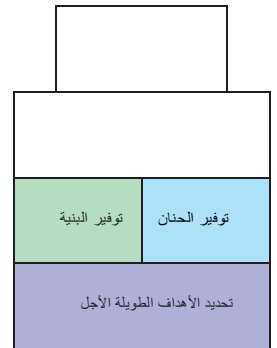 توفير الحنان
توفير البنية
تحديد الأهداف الطويلة الأجل